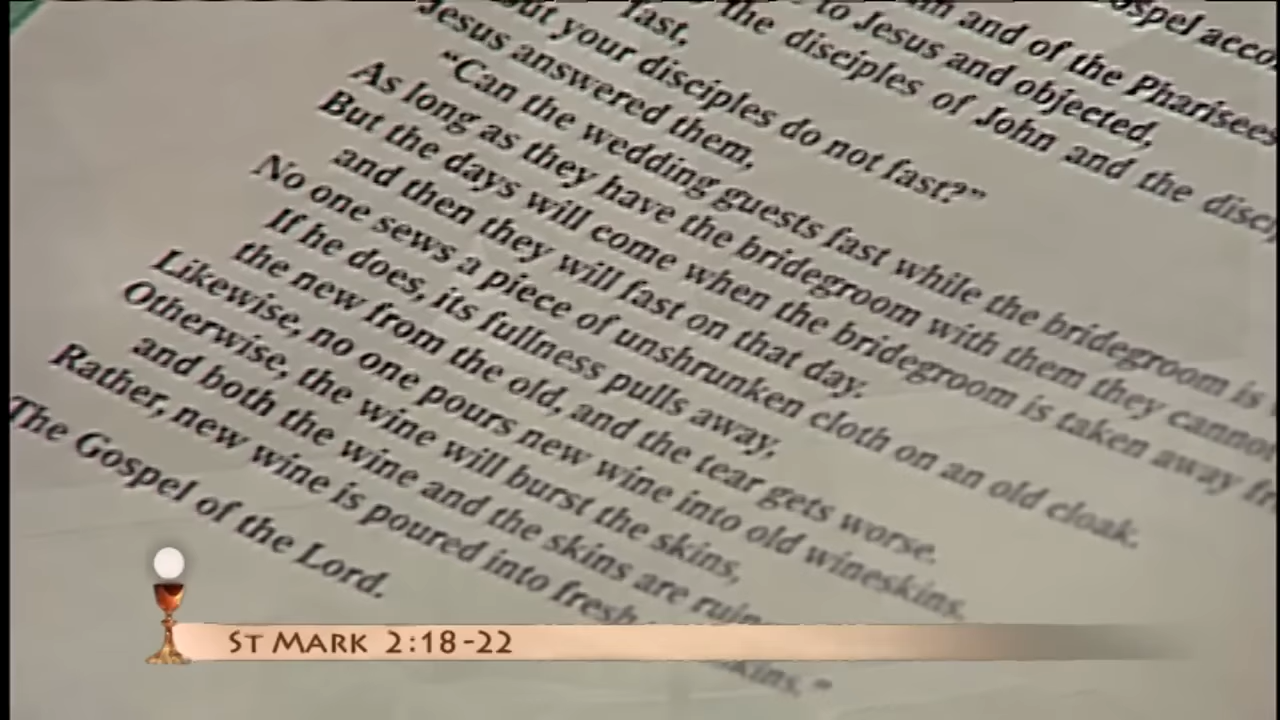 ospel acco
and of the Pharisees
to Jesus and objected,
the disciples of John and the disci
fast,
ut your disciples do not fast?"
Jesus answered them,
"Can the wedding guests fast while the bridegroom is
As long as they have the bridegroom with them they cannot
But the days will come when the bridegroom is taken away fr
and then they will fast on that day.
No one sews a piece of unshrunken cloth on an old cloak.
If he does, its fullness pulls away,
the new from the old, and the tear gets worse.
Likewise, no one pours new wine into old wineskins.
Otherwise, the wine will burst the skins,
and both the wine and the skins are ruin
Rather, new wine is poured into fresh kins."
The Gospel of the Lord.
ST MARK 2:18-22